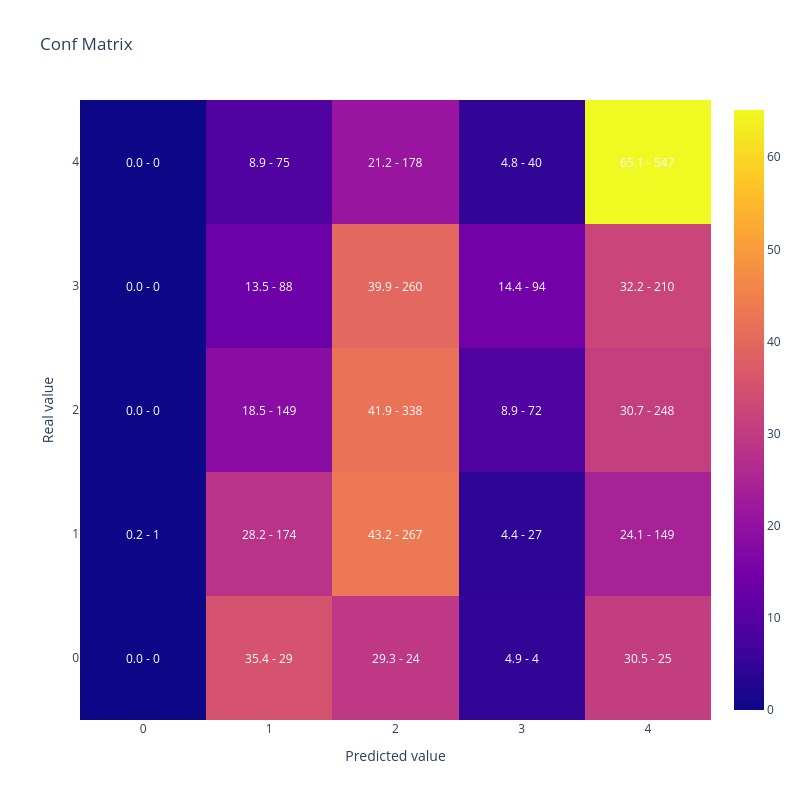 Conf Matrix
4 0.0 - 0 8.9 - 75 21.2 - 178 4.8 - 40 65.1 - 547
3 0.0 - 0 13.5 - 88 39.9 - 260 14.4 - 94 32.2 - 210
2 0.0 - 0 18.5 - 149 41.9 - 338 8.9 - 72 30.7 - 248
1 0.2 - 1 28.2 - 174 43.2 - 267 4.4 - 27 24.1 - 149
0 0.0 - 0 35.4 - 29 29.3 - 24 4.9 - 4 30.5 - 25
0 1 2 3 4
Predicted value
Real value
60
50
40
30
20
10
0